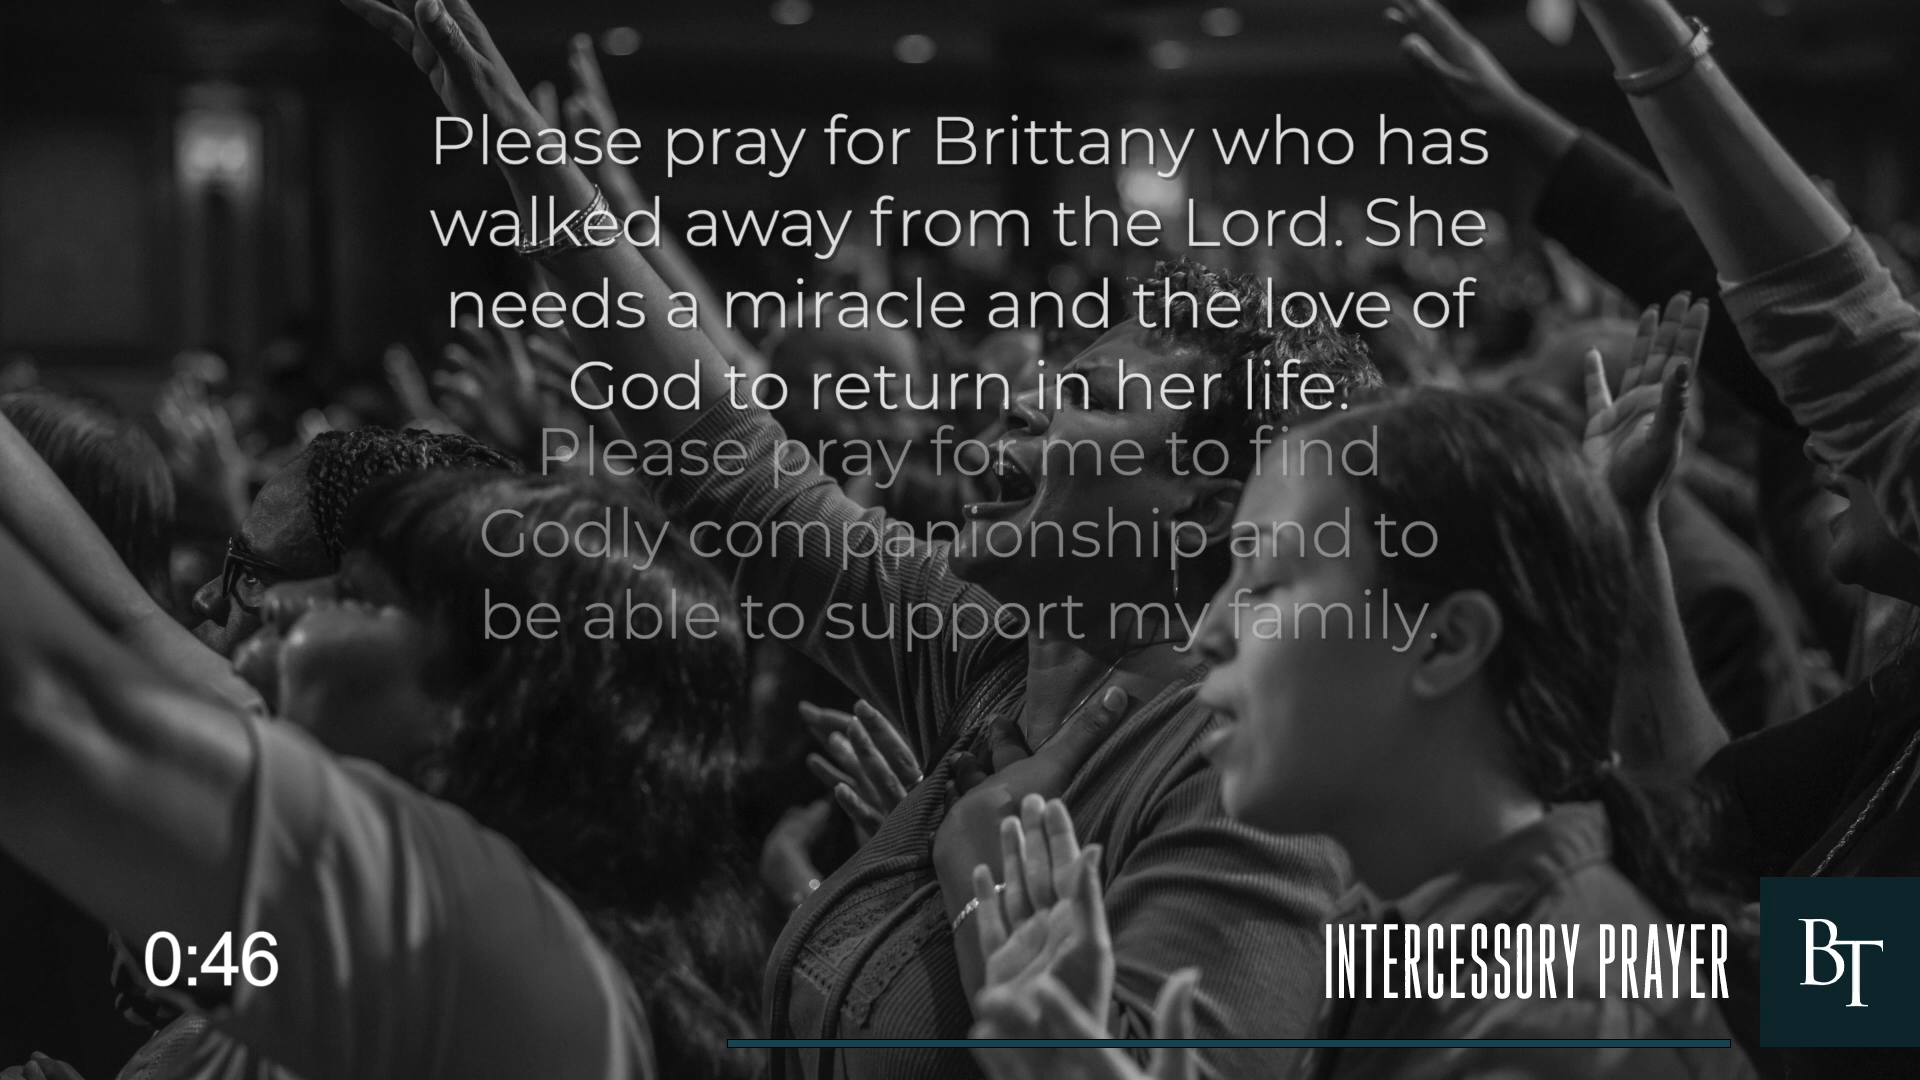 Please pray for Brittany who has
walked away from the Lord. She
needs a miracle and the love of
God to return in her life.
Please pray for me to find
Godly companionship and to
be able to support my family.
0:46
INTERCESSORY PRAYER
BT